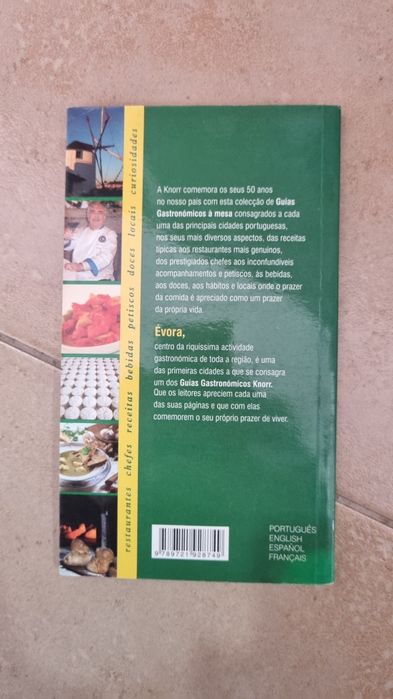 A Knorr comemora os seus 50 anos
no nosso país com esta colecção de Guias
Gastronómicos à mesa consagrados a cada
uma das principais cidades portuguesas,
nos seus mais diversos aspectos, das receitas
típicas aos restaurantes mais genuínos,
dos prestigiados chefes aos inconfundíveis
acompanhamentos e petiscos, às bebidas,
aos doces, aos hábitos e locais onde o prazer
da comida é apreciado como um prazer
da própria vida.
Évora,
centro da riquíssima actividade
gastronómica de toda a região, é uma
das primeiras cidades a que se consagra
um dos Guias Gastronómicos Knorr.
Que os leitores apreciem cada uma
das suas páginas e que com elas
comemorem o seu próprio prazer de viver.
restaurantes chefes receitas bebidas petiscos doces locais curiosidades
9789721928749
PORTUGUÊS
ENGLISH
ESPAÑOL
FRANÇAIS